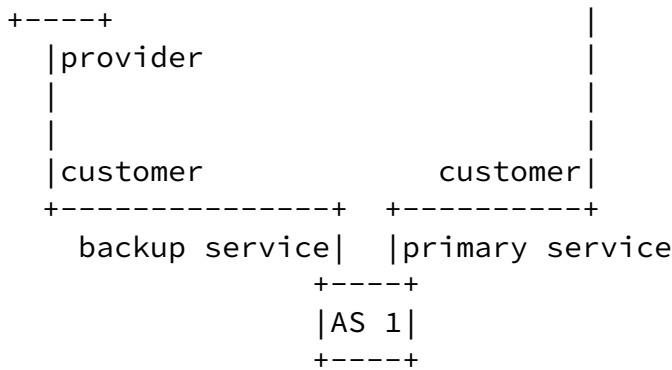 +----+                                  |
  |provider                             |
  |                                     |
  |                                     |
  |customer                     customer|
  +---------------+   +----------+
    backup service|   |primary service
                  +----+
                  |AS 1|
                  +----+